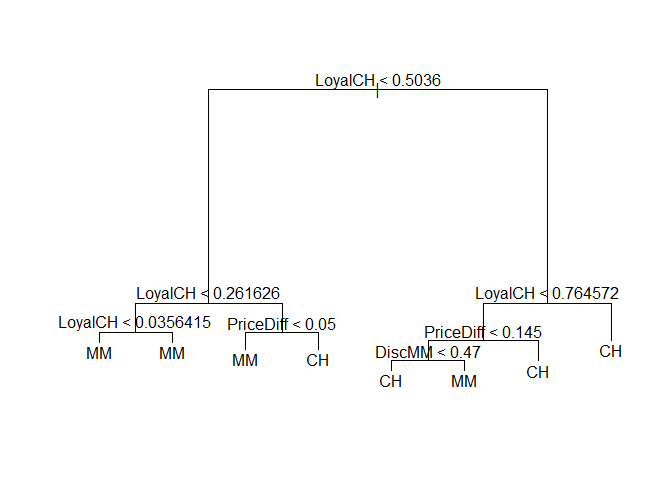 LoyalCH < 0.5036
LoyalCH < 0.261626
LoyalCH < 0.764572
LoyalCH < 0.0356415
PriceDiff < 0.05
PriceDiff < 0.145
MM
MM
MM
CH
DiscMM < 0.47
CH
MM
CH
CH